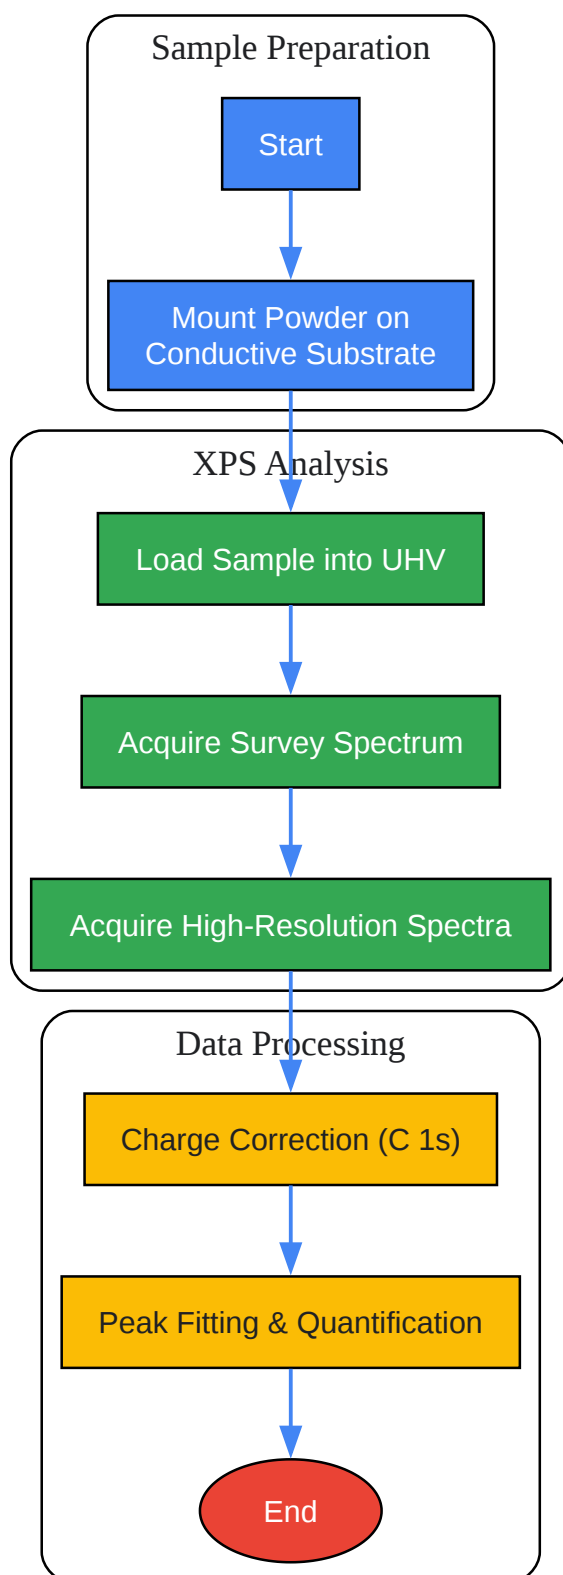 Sample Preparation
Start
Mount Powder on
Conductive Substrate
XPS Analysis
Load Sample into UHV
Acquire Survey Spectrum
Acquire High-Resolution Spectra
Data Processing
Charge Correction (C 1s)
Peak Fitting & Quantification
End